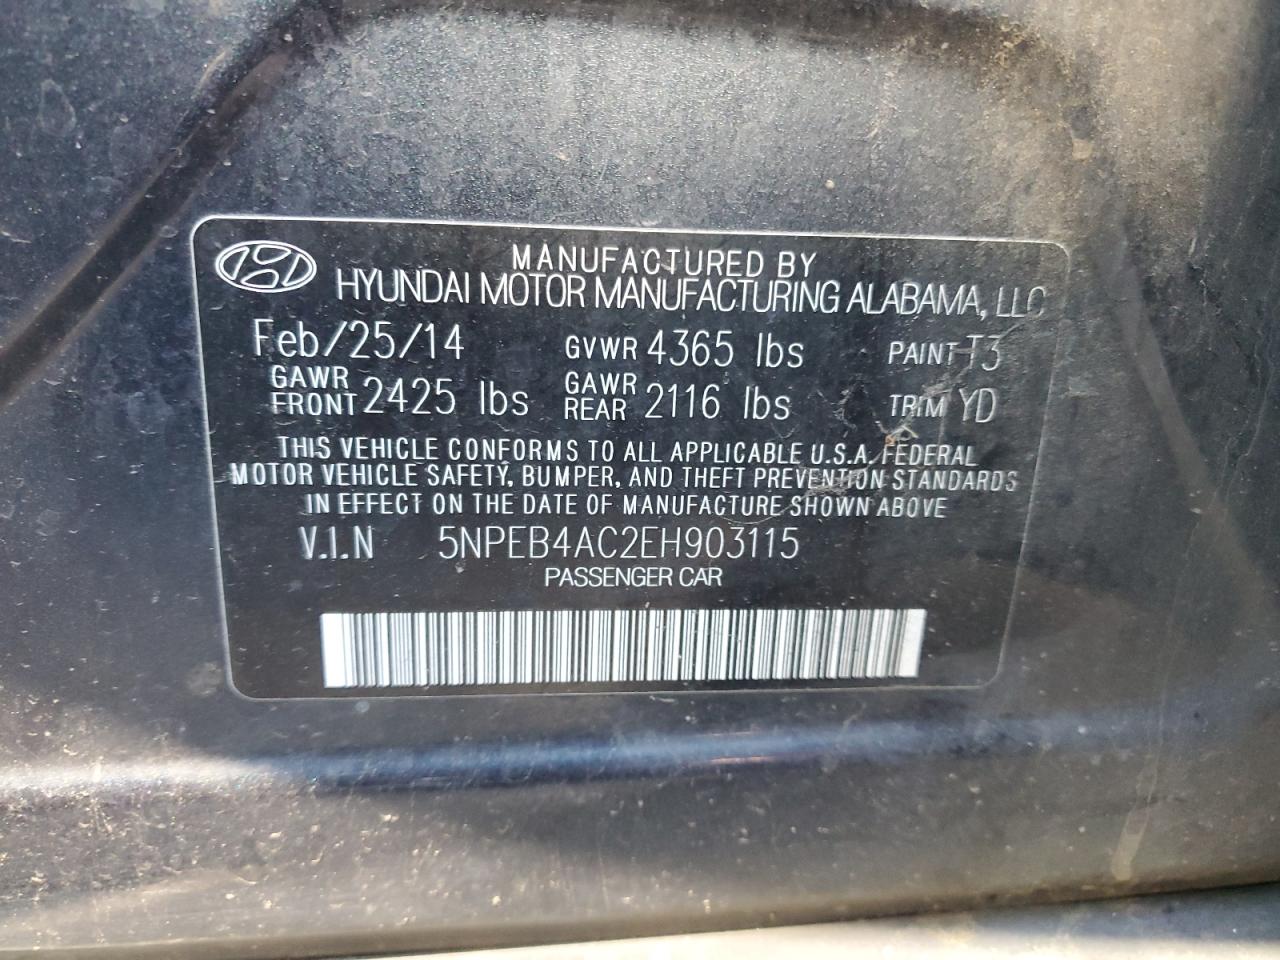 MANUFACTURED BY
HYUNDAI MOTOR MANUFACTURING ALABAMA, LLC
Feb/25/14 GVWR 4365 lbs PAINT T3
GAWR FRONT 2425 lbs GAWR REAR 2116 lbs TRIM YD
THIS VEHICLE CONFORMS TO ALL APPLICABLE U.S.A. FEDERAL
MOTOR VEHICLE SAFETY, BUMPER, AND THEFT PREVENTION STANDARDS
IN EFFECT ON THE DATE OF MANUFACTURE SHOWN ABOVE
V.I.N 5NPEB4AC2EH903115
PASSENGER CAR